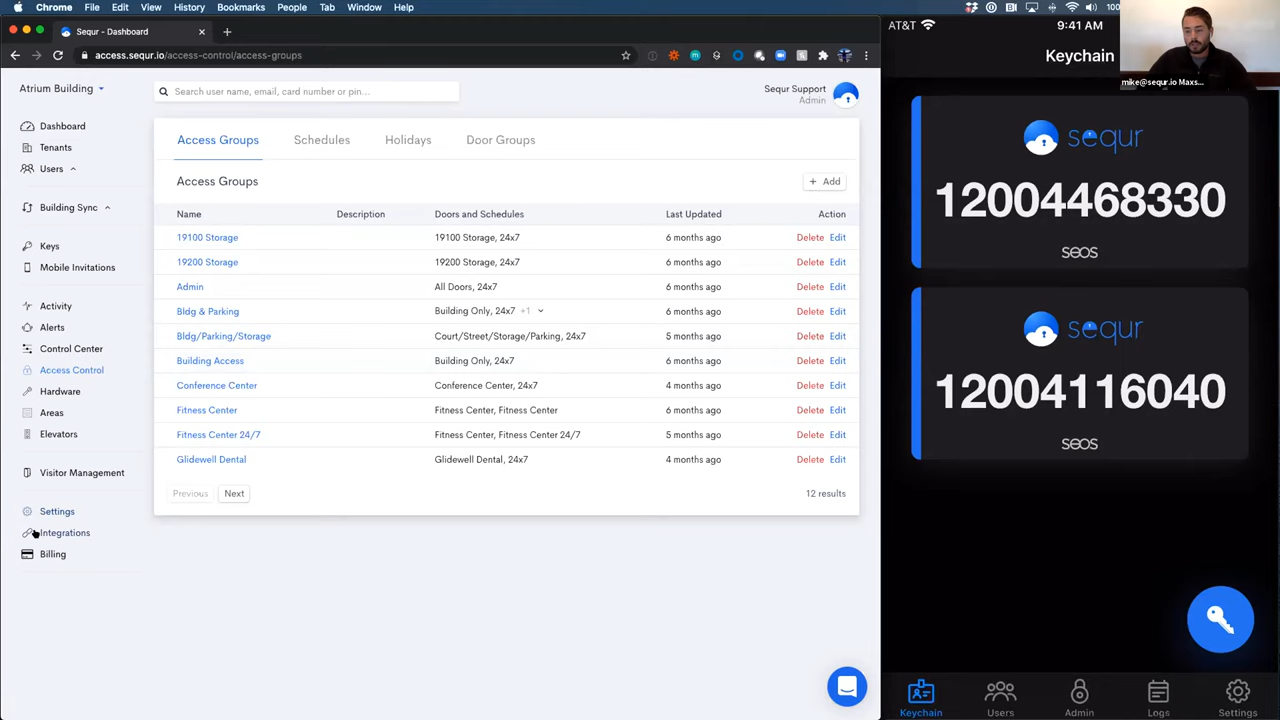 Chrome File Edit View History Bookmarks People Tab Window Help
Sequr - Dashboard
access.sequr.io/access-control/access-groups
Atrium Building
Search user name, email, card number or pin...
Sequr Support
Admin
Dashboard
Tenants
Users
Building Sync
Keys
Mobile Invitations
Activity
Alerts
Control Center
Access Control
Hardware
Areas
Elevators
Visitor Management
Settings
Integrations
Billing
Access Groups Schedules Holidays Door Groups
Access Groups
+ Add
Name Description Doors and Schedules Last Updated Action
19100 Storage 19100 Storage, 24x7 6 months ago Delete Edit
19200 Storage 19200 Storage, 24x7 6 months ago Delete Edit
Admin All Doors, 24x7 6 months ago Delete Edit
Bldg & Parking Building Only, 24x7 +1 6 months ago Delete Edit
Bldg/Parking/Storage Court/Street/Storage/Parking, 24x7 5 months ago Delete Edit
Building Access Building Only, 24x7 6 months ago Delete Edit
Conference Center Conference Center, 24x7 4 months ago Delete Edit
Fitness Center Fitness Center, Fitness Center 6 months ago Delete Edit
Fitness Center 24/7 Fitness Center, Fitness Center 24/7 5 months ago Delete Edit
Glidewell Dental Glidewell Dental, 24x7 4 months ago Delete Edit
Previous Next 12 results
AT&T 9:41 AM
Keychain
mike@sequr.io Maxs...
sequr
12004468330
seos
sequr
12004116040
seos
Keychain Users Admin Logs Settings